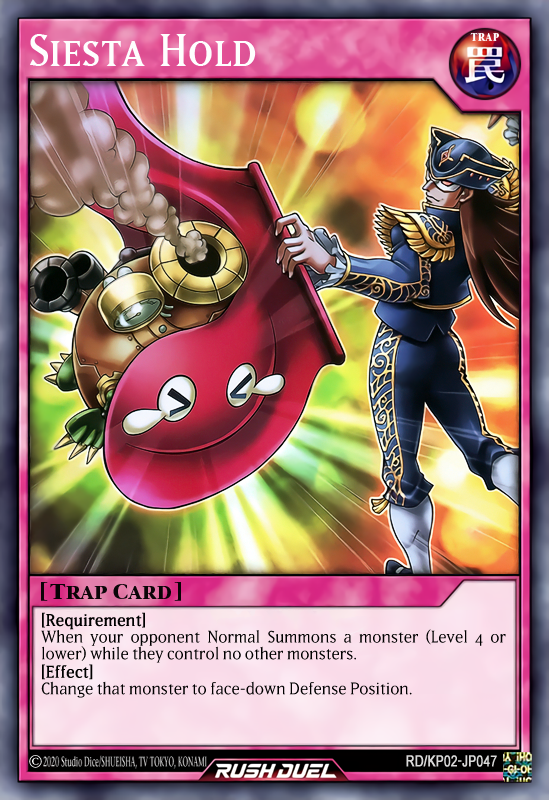 Siesta Hold
TRAP
罠
[Trap Card]
[Requirement]
When your opponent Normal Summons a monster (Level 4 or
lower) while they control no other monsters.
[Effect]
Change that monster to face-down Defense Position.
©2020 Studio Dice/SHUEISHA, TV TOKYO, KONAMI
RUSH DUEL
RD/KP02-JP047